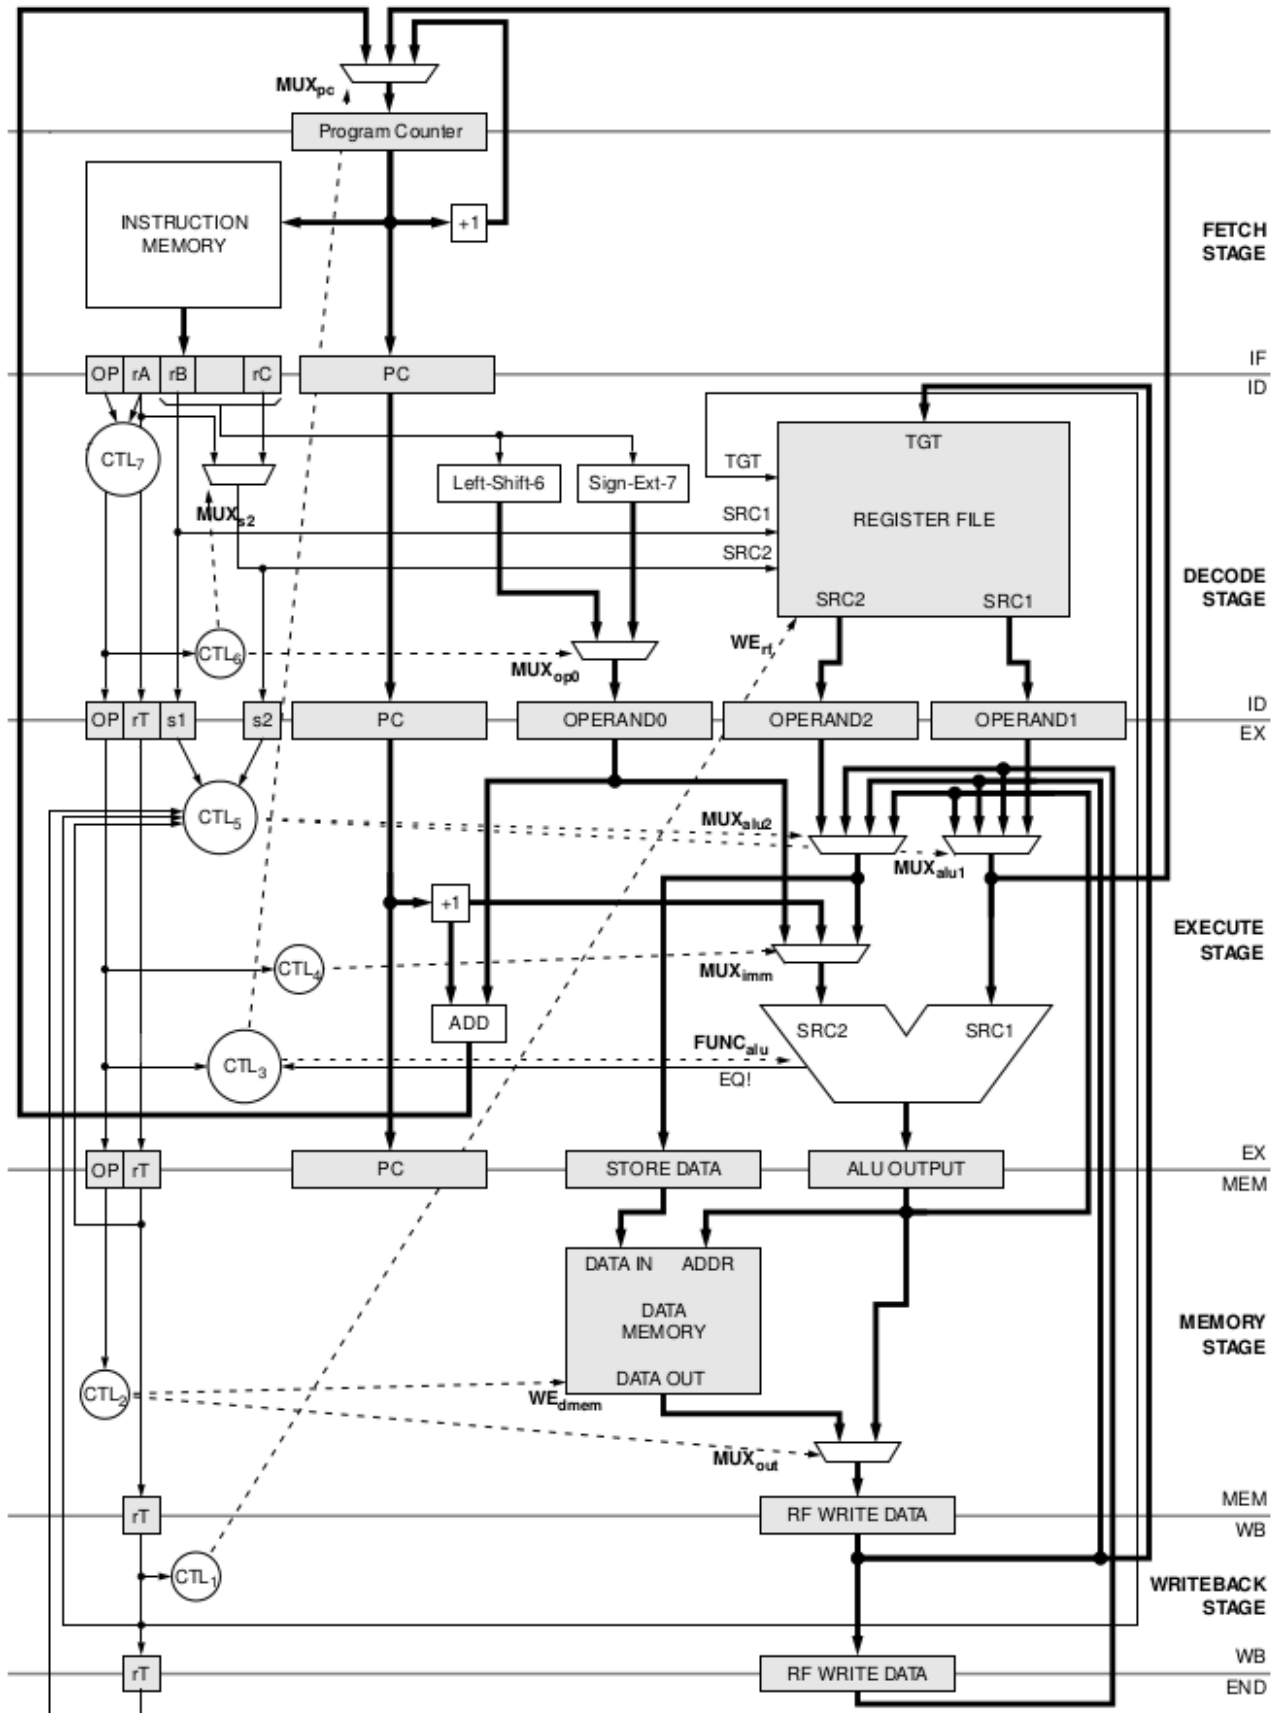 MUXpc
Program Counter
INSTRUCTION
MEMORY
+1
FETCH
STAGE
IF
OP rA rB rC PC
ID
CTL7
TGT
Left-Shift-6 Sign-Ext-7
TGT
MUXs2
SRC1
REGISTER FILE
SRC2
DECODE
STAGE
SRC2 SRC1
CTL6
WErf
MUXop0
ID
OP rT s1 s2 PC OPERAND0 OPERAND2 OPERAND1
EX
CTL5
MUXalu2
MUXalu1
+1
EXECUTE
STAGE
CTL4
MUXimm
ADD
SRC2 SRC1
CTL3
FUNCalu
EQ!
EX
OP rT PC STORE DATA ALU OUTPUT
MEM
DATA IN ADDR
DATA
MEMORY
MEMORY
STAGE
DATA OUT
CTL2
WEdmem
MUXout
MEM
rT RF WRITE DATA
WB
CTL1
WRITEBACK
STAGE
WB
rT RF WRITE DATA
END